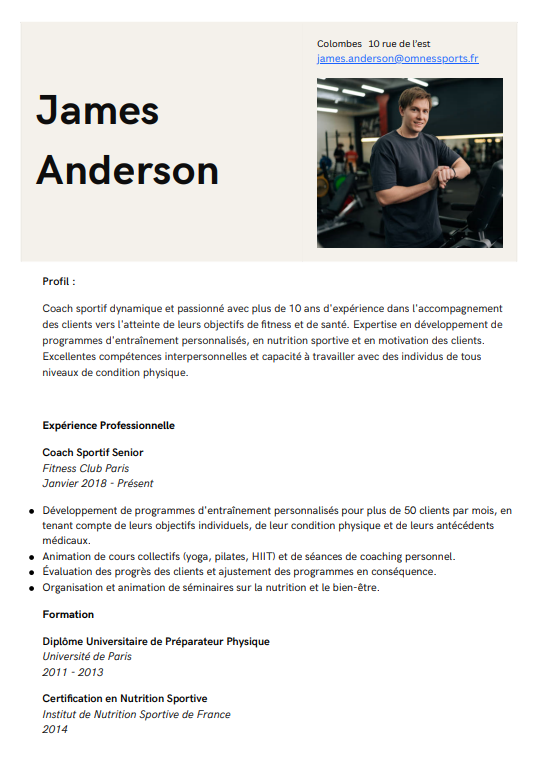 Colombes 10 rue de l'est
james.anderson@omnessports.fr
James
Anderson
Profil :
Coach sportif dynamique et passionné avec plus de 10 ans d'expérience dans l'accompagnement
des clients vers l'atteinte de leurs objectifs de fitness et de santé. Expertise en développement de
programmes d'entraînement personnalisés, en nutrition sportive et en motivation des clients.
Excellentes compétences interpersonnelles et capacité à travailler avec des individus de tous
niveaux de condition physique.
Expérience Professionnelle
Coach Sportif Senior
Fitness Club Paris
Janvier 2018 - Présent
● Développement de programmes d'entraînement personnalisés pour plus de 50 clients par mois, en
tenant compte de leurs objectifs individuels, de leur condition physique et de leurs antécédents
médicaux.
● Animation de cours collectifs (yoga, pilates, HIIT) et de séances de coaching personnel.
● Évaluation des progrès des clients et ajustement des programmes en conséquence.
● Organisation et animation de séminaires sur la nutrition et le bien-être.
Formation
Diplôme Universitaire de Préparateur Physique
Université de Paris
2011 - 2013
Certification en Nutrition Sportive
Institut de Nutrition Sportive de France
2014